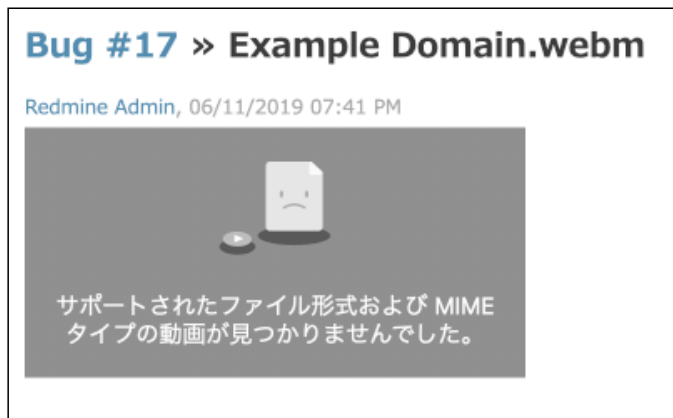 Bug #17 » Example Domain.webm
Redmine Admin, 06/11/2019 07:41 PM
サポートされたファイル形式および MIME
タイプの動画が見つかりませんでした。